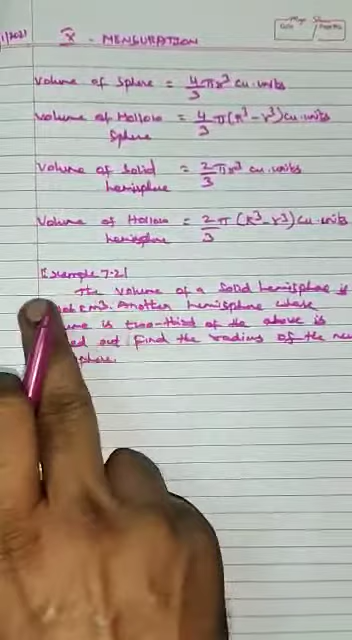 1/2021
X - MENSURATION
Date
Volume of Sphere = 4/3 πr³ cu.units
Volume of Hollow Sphere = 4/3 π(R³ - r³) cu.units
Volume of Solid hemisphere = 2/3 πr³ cu.units
Volume of Hollow hemisphere = 2/3 π (R³ - r³) cu.units
Example 7.21
The volume of a solid hemisphere is
cm3. Another hemisphere whose
is two-third of the above is
out find the radius of the new